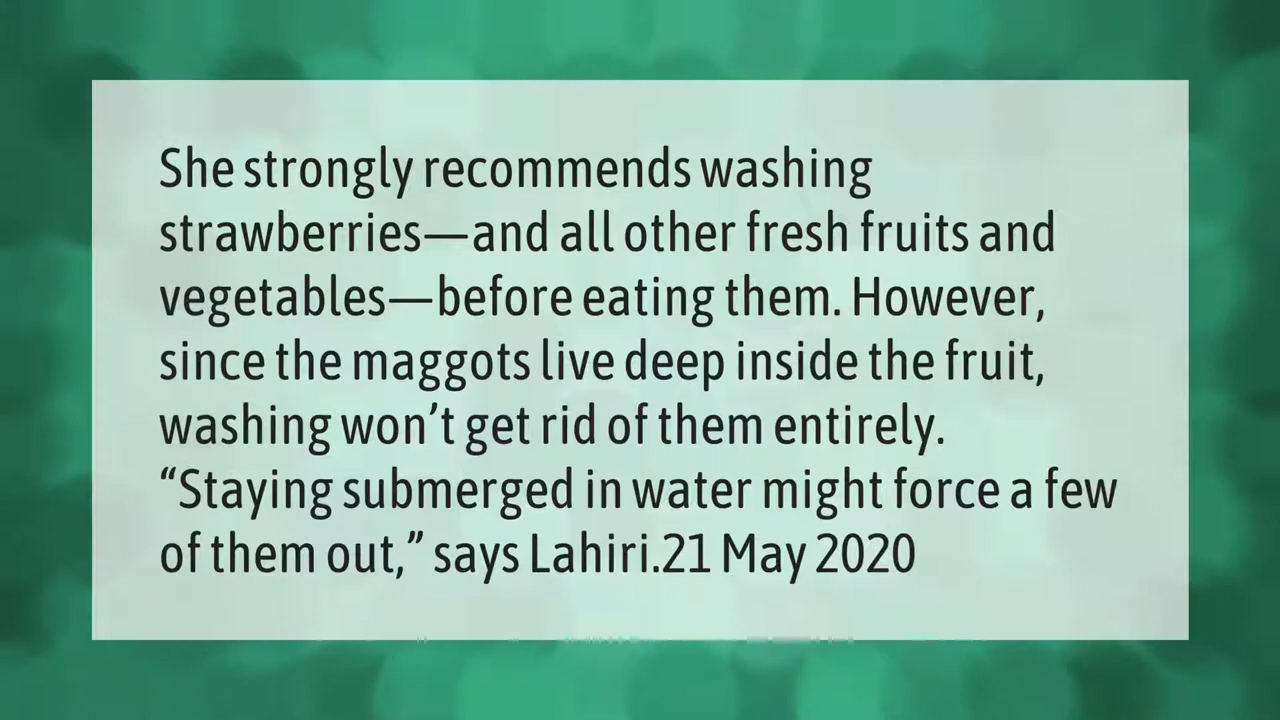 She strongly recommends washing
strawberries—and all other fresh fruits and
vegetables—before eating them. However,
since the maggots live deep inside the fruit,
washing won’t get rid of them entirely.
“Staying submerged in water might force a few
of them out,” says Lahiri.21 May 2020